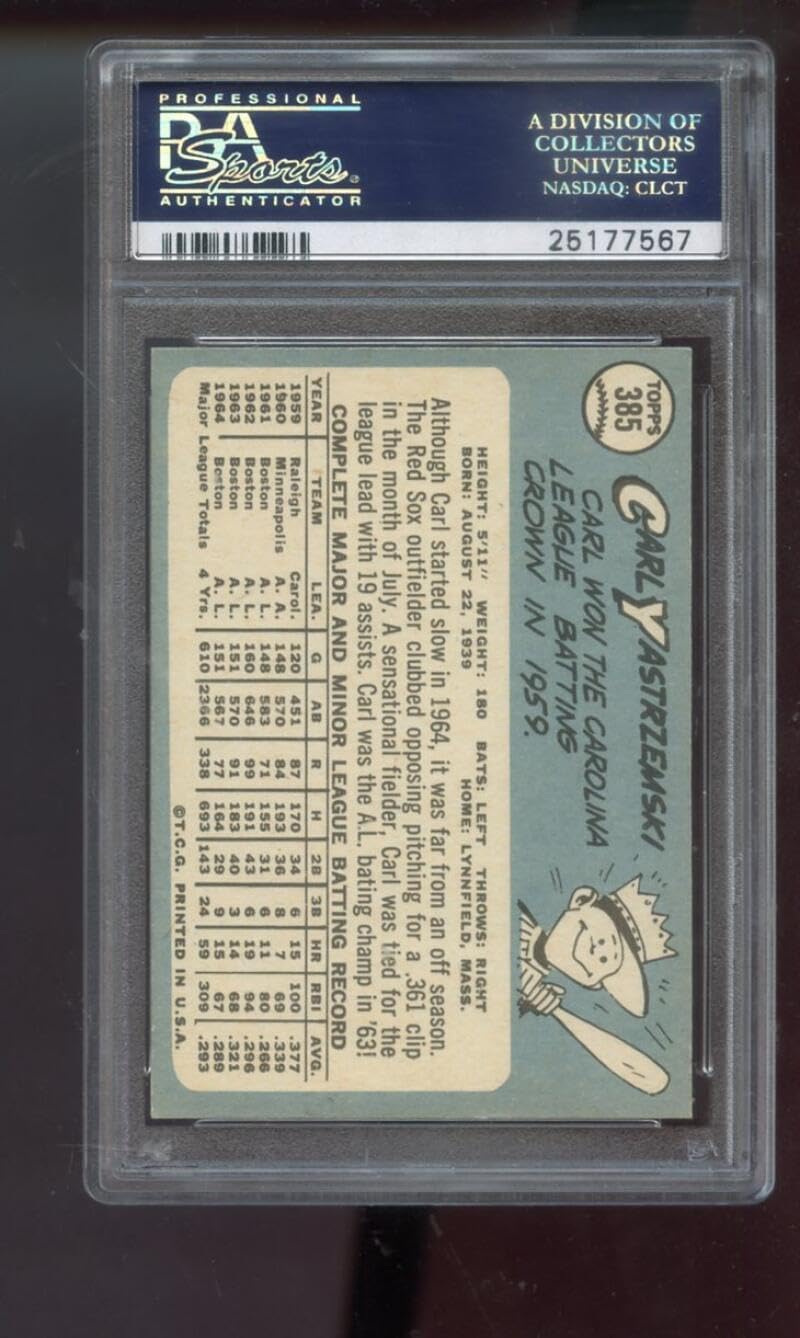 PROFESSIONAL
PSA
Sports
AUTHENTICATOR
A DIVISION OF
COLLECTORS
UNIVERSE
NASDAQ: CLCT
25177567
TOPPS
385
CARL YASTRZEMSKI
CARL WON THE CAROLINA
LEAGUE BATTING
CROWN IN 1959.
HEIGHT: 5'11" WEIGHT: 180 BATS: LEFT THROWS: RIGHT
BORN: AUGUST 22, 1939 HOME: LYNNFIELD, MASS.
Although Carl started slow in 1964, it was far from an off season.
The Red Sox outfielder clubbed opposing pitching for a .361 clip
in the month of July. A sensational fielder, Carl was tied for the
league lead with 19 assists. Carl was the A.L. bating champ in '63!
COMPLETE MAJOR AND MINOR LEAGUE BATTING RECORD
YEAR TEAM LEA. G AB R H 2B 3B HR RBI AVG.
1959 Raleigh Carol. 120 451 87 170 34 6 15 100 .377
1960 Minneapolis A. A. 148 570 84 193 36 8 7 69 .339
1961 Boston A. L. 148 583 71 155 31 6 11 80 .266
1962 Boston A. L. 160 646 99 191 43 6 19 94 .296
1963 Boston A. L. 151 570 91 183 40 3 14 68 .321
1964 Boston A. L. 151 567 77 164 29 9 15 67 .289
Major League Totals 4 Yrs. 610 2366 338 693 143 24 59 309 .293
©T.C.G. PRINTED IN U.S.A.